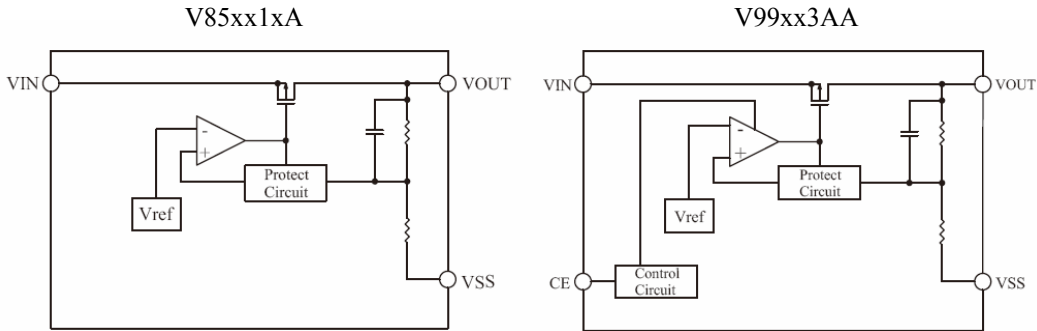 V85xx1xA
VIN
VOUT
-
+
Protect
Circuit
Vref
VSS
V99xx3AA
VIN
VOUT
-
+
Protect
Circuit
Vref
CE
Control
Circuit
VSS